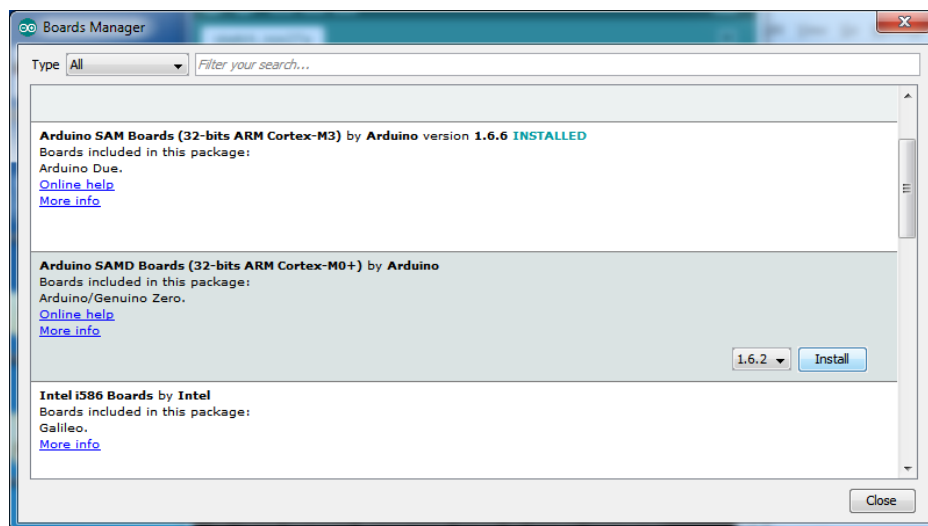 Boards Manager
Type All Filter your search...
Arduino SAM Boards (32-bits ARM Cortex-M3) by Arduino version 1.6.6 INSTALLED
Boards included in this package:
Arduino Due.
Online help
More info
Arduino SAMD Boards (32-bits ARM Cortex-M0+) by Arduino
Boards included in this package:
Arduino/Genuino Zero.
Online help
More info
1.6.2 Install
Intel i586 Boards by Intel
Boards included in this package:
Galileo.
More info
Close